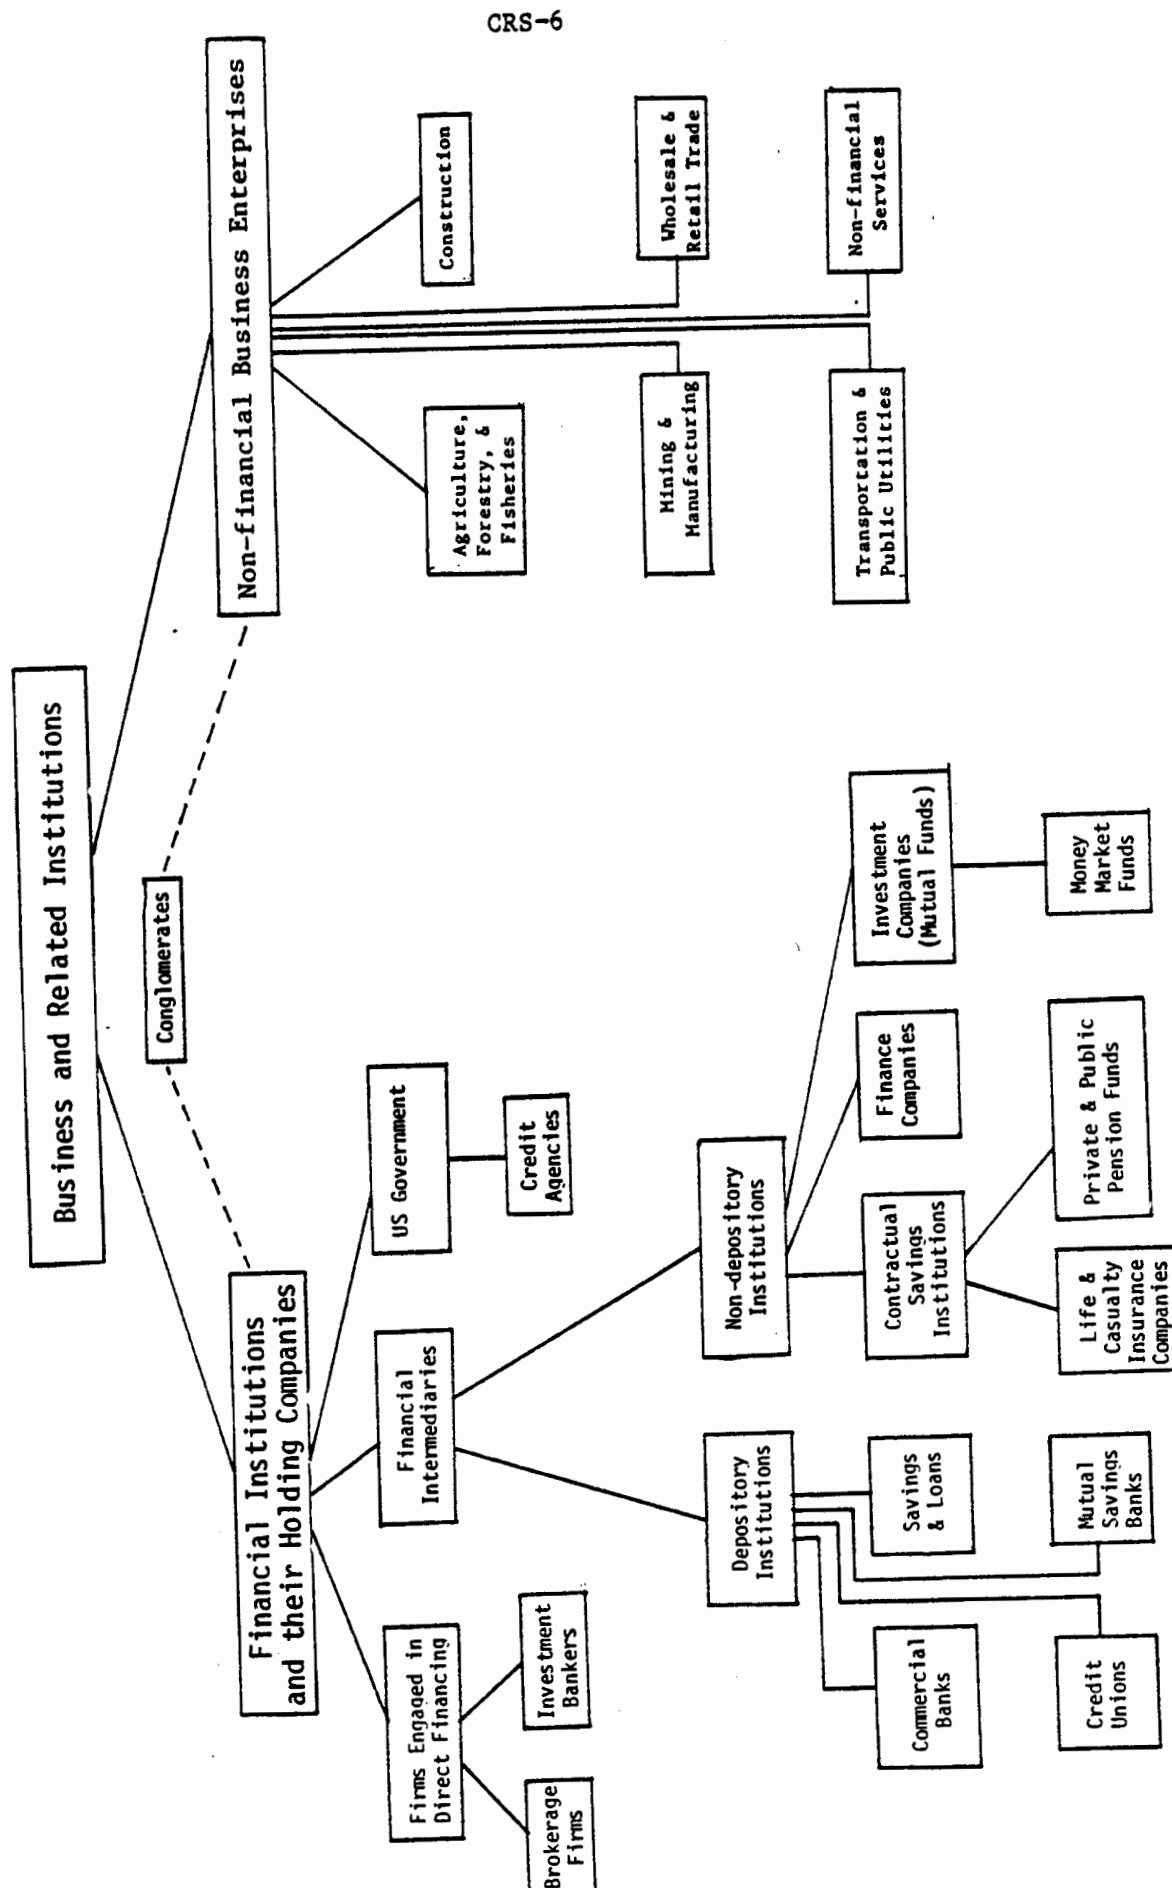 CRS-6
Business and Related Institutions
Conglomerates
Financial Institutions
and their Holding Companies
Non-financial Business Enterprises
Firms Engaged in
Direct Financing
Financial
Intermediaries
US Government
Brokerage
Firms
Investment
Bankers
Credit
Agencies
Agriculture,
Forestry, &
Fisheries
Construction
Mining &
Manufacturing
Wholesale &
Retail Trade
Transportation &
Public Utilities
Non-financial
Services
Depository
Institutions
Non-depository
Institutions
Commercial
Banks
Savings
& Loans
Contractual
Savings
Institutions
Finance
Companies
Investment
Companies
(Mutual Funds)
Credit
Unions
Mutual
Savings
Banks
Life &
Casualty
Insurance
Companies
Private & Public
Pension Funds
Money
Market
Funds